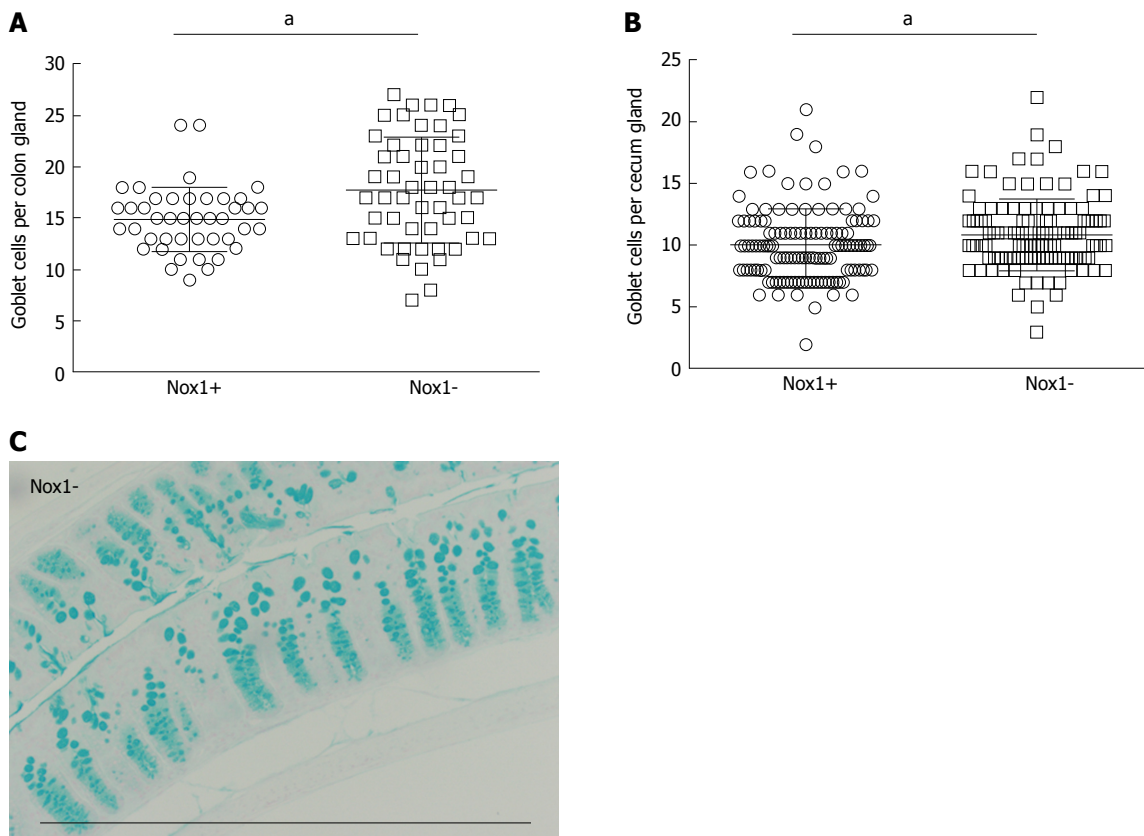 A
a
Goblet cells per colon gland
30
25
20
15
10
5
0
Nox1+ Nox1-
B
a
Goblet cells per cecum gland
25
20
15
10
5
0
Nox1+ Nox1-
C
Nox1-